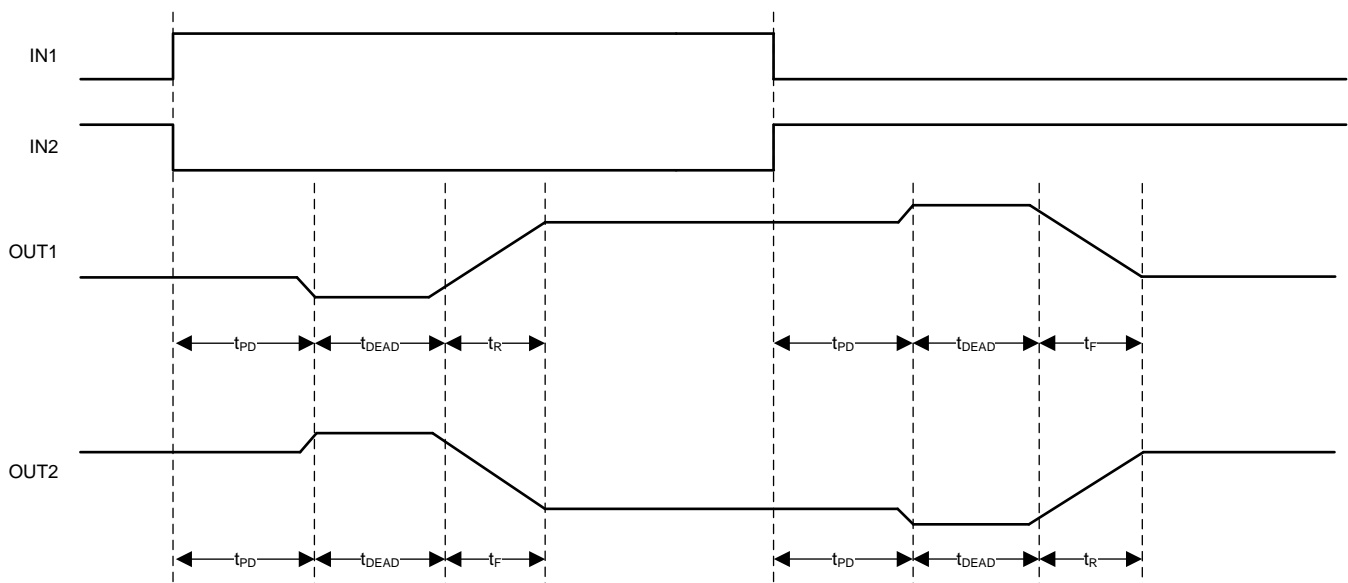 IN1
IN2
OUT1
tPD tDEAD tR tPD tDEAD tF
OUT2
tPD tDEAD tF tPD tDEAD tR